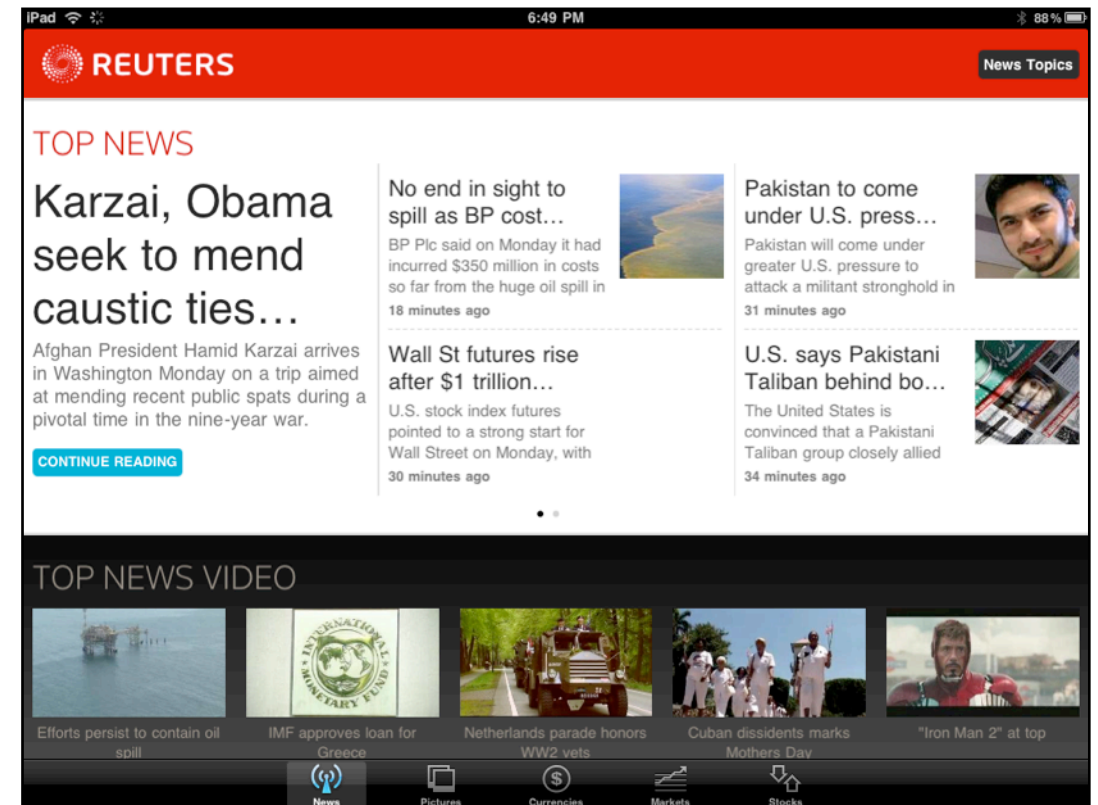 iPad 6:49 PM 88%
REUTERS
News Topics
TOP NEWS
Karzai, Obama
seek to mend
caustic ties...
Afghan President Hamid Karzai arrives
in Washington Monday on a trip aimed
at mending recent public spats during a
pivotal time in the nine-year war.
CONTINUE READING
No end in sight to
spill as BP cost...
BP Plc said on Monday it had
incurred $350 million in costs
so far from the huge oil spill in
18 minutes ago
Wall St futures rise
after $1 trillion...
U.S. stock index futures
pointed to a strong start for
Wall Street on Monday, with
30 minutes ago
Pakistan to come
under U.S. press...
Pakistan will come under
greater U.S. pressure to
attack a militant stronghold in
31 minutes ago
U.S. says Pakistani
Taliban behind bo...
The United States is
convinced that a Pakistani
Taliban group closely allied
34 minutes ago
TOP NEWS VIDEO
INTERNATIONAL
MONETARY FUND
Efforts persist to contain oil
spill
IMF approves loan for
Greece
Netherlands parade honors
WW2 vets
Cuban dissidents marks
Mothers Day
"Iron Man 2" at top
News
Pictures
$
Currencies
Markets
Stocks